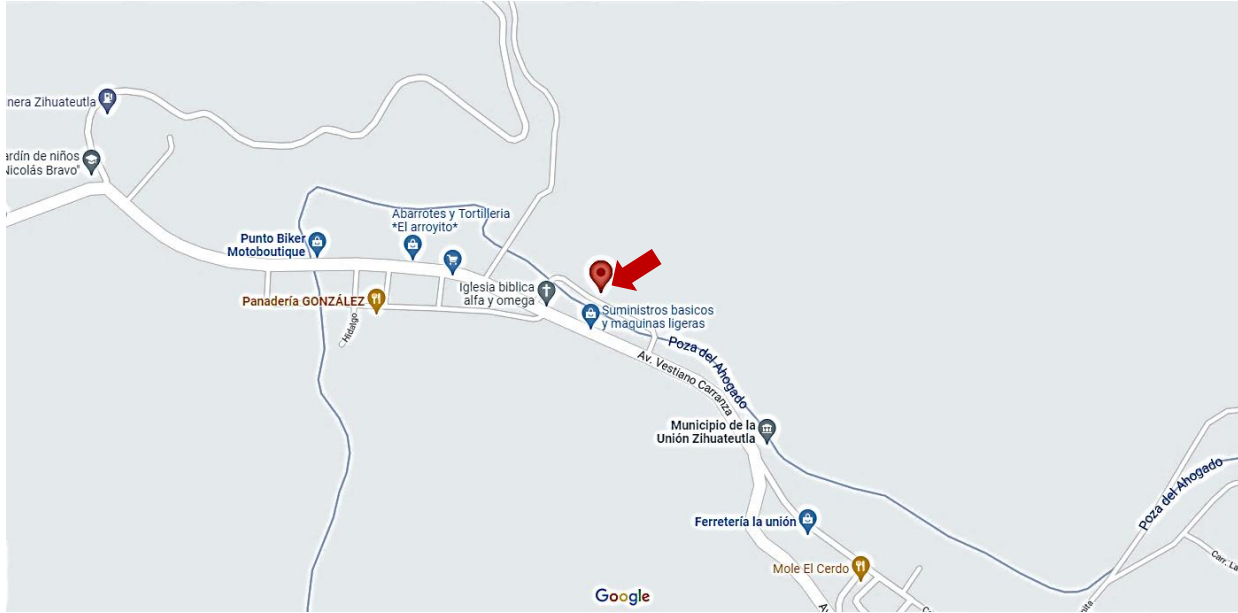 nera Zihuateutla
ardín de niños
Nicolás Bravo"
Abarrotes y Tortilleria
*El arroyito*
Punto Biker
Motoboutique
Iglesia biblica
alfa y omega
Panadería GONZÁLEZ
Suministros basicos
y maquinas ligeras
Hidalgo
Poza del Ahogado
Av. Vestiano Carranza
Municipio de la
Unión Zihuateutla
Poza del Ahogado
Ferretería la unión
Carr. La
Mole El Cerdo
Google